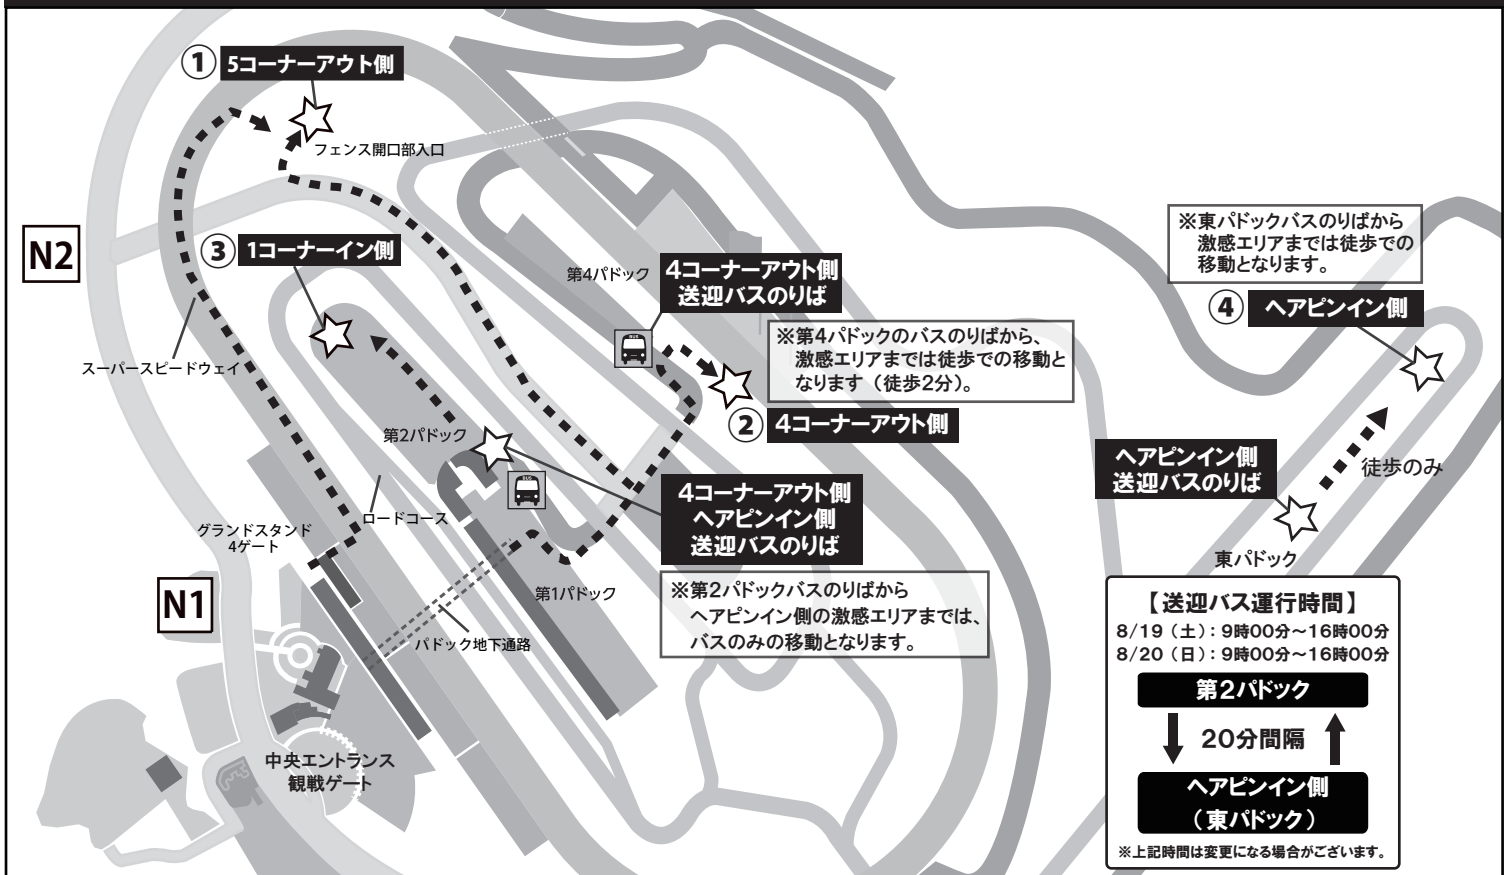 ① 5コーナーアウト側
フェンス開口部入口
N2
③ 1コーナーイン側
スーパースピードウェイ
第4パドック
4コーナーアウト側
送迎バスのりば
BUS
※第4パドックのバスのりばから、
激感エリアまでは徒歩での移動と
なります（徒歩2分）。
② 4コーナーアウト側
※東パドックバスのりばから
激感エリアまでは徒歩での
移動となります。
④ ヘアピンイン側
第2パドック
BUS
4コーナーアウト側
ヘアピンイン側
送迎バスのりば
※第2パドックバスのりばから
ヘアピンイン側の激感エリアまでは、
バスのみの移動となります。
ロードコース
グランドスタンド
4ゲート
N1
第1パドック
パドック地下通路
中央エントランス
観戦ゲート
ヘアピンイン側
送迎バスのりば
徒歩のみ
東パドック
【送迎バス運行時間】
8/19（土）：9時00分～16時00分
8/20（日）：9時00分～16時00分
第2パドック
20分間隔
ヘアピンイン側
（東パドック）
※上記時間は変更になる場合がございます。